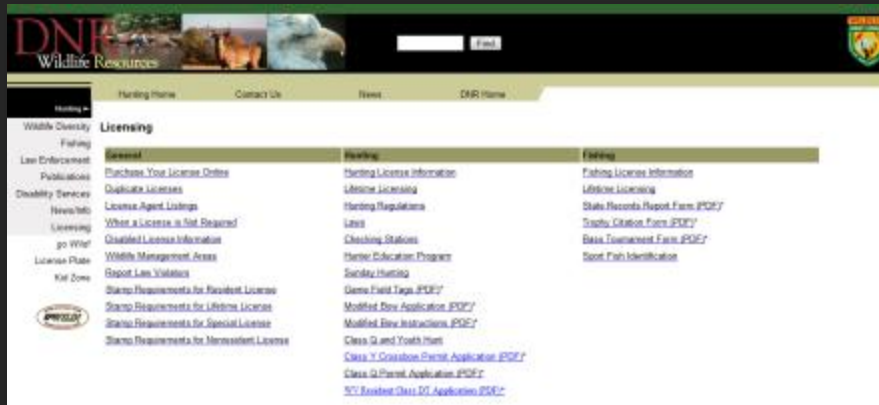 DNR
Wildlife Resources
Find
Hunting Home Contact Us News DNR Home
Hunting
Wildlife Diversity
Fishing
Law Enforcement
Publications
Disability Services
News/Info
Licensing
go Wild!
License Plate
Kid Zone
Licensing
General
Purchase Your License Online
Duplicate Licenses
License Agent Listings
When a License is Not Required
Disabled License Information
Wildlife Management Areas
Report Law Violators
Stamp Requirements for Resident License
Stamp Requirements for Lifetime License
Stamp Requirements for Special License
Stamp Requirements for Nonresident License
Hunting
Hunting License Information
Lifetime Licensing
Hunting Regulations
Laws
Checking Stations
Hunter Education Program
Sunday Hunting
Game Field Tags (PDF)*
Modified Bow Application (PDF)*
Modified Bow Instructions (PDF)*
Class Q and Youth Hunt
Class Y Crossbow Permit Application (PDF)*
Class Q Permit Application (PDF)*
WV Resident Class DT Application (PDF)*
Fishing
Fishing License Information
Lifetime Licensing
State Records Report Form (PDF)*
Trophy Citation Form (PDF)*
Bass Tournament Form (PDF)*
Sport Fish Identification